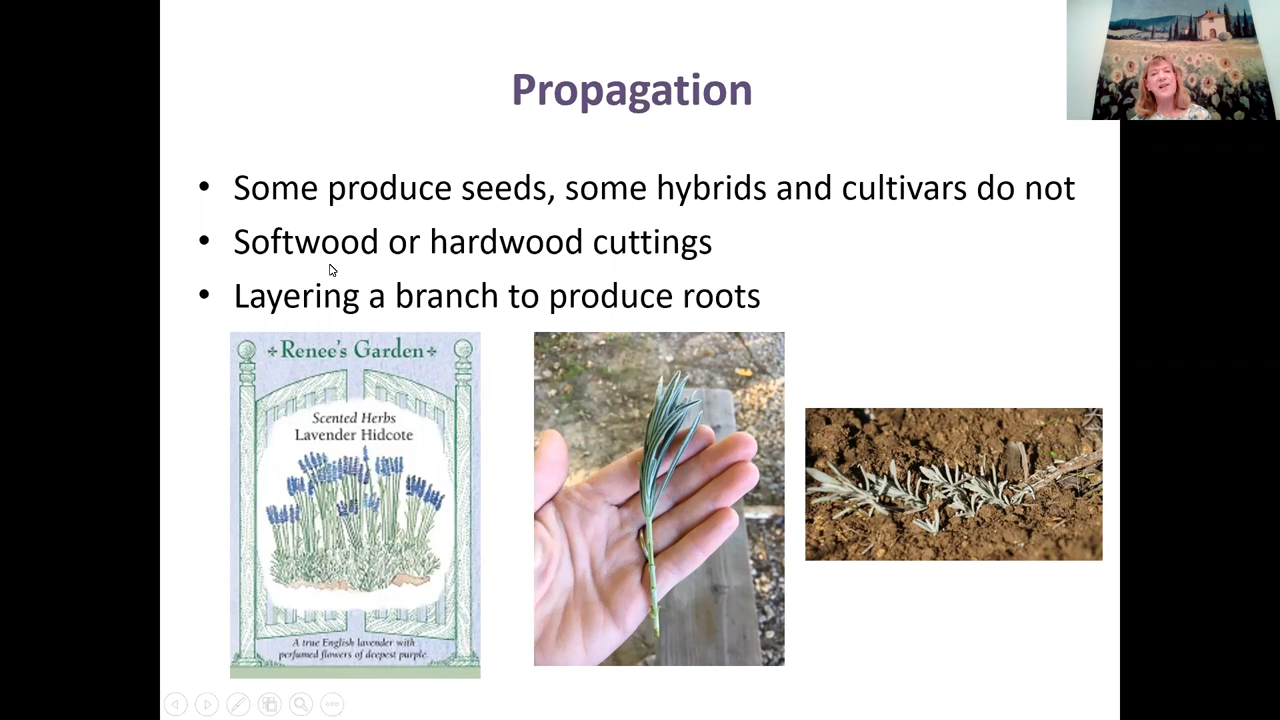 Propagation
• Some produce seeds, some hybrids and cultivars do not
• Softwood or hardwood cuttings
• Layering a branch to produce roots
Renee's Garden
Scented Herbs
Lavender Hidcote
A true English lavender with
perfumed flowers of deepest purple.